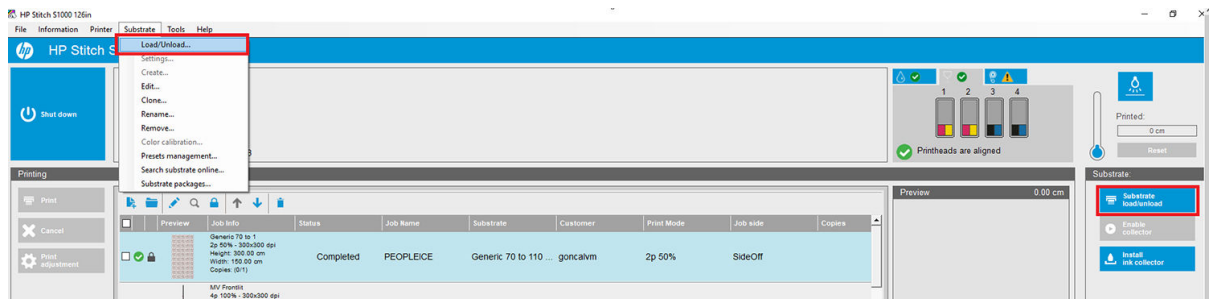 HP Stitch S1000 126in
File Information Printer Substrate Tools Help
Load/Unload...
HP Stitch S
Settings...
Create...
Edit...
Clone...
Rename...
Remove...
Color calibration...
Presets management...
Search substrate online...
Substrate packages...
Shut down
1 2 3 4
Printheads are aligned
Printed:
0 cm
Reset
Printing
Substrate:
Print
Cancel
Print
adjustment
Preview Job Info Status Job Name Substrate Customer Print Mode Job side Copies
Generic 70 to 1
2p 50% - 300x300 dpi
Height: 300.00 cm
Width: 150.00 cm
Copies: (0/1)
Completed PEOPLEICE Generic 70 to 110 ... goncalvm 2p 50% SideOff
MV Frontlit
4p 100% - 300x300 dpi
Preview 0.00 cm
Substrate
load/unload
Enable
collector
Install
ink collector